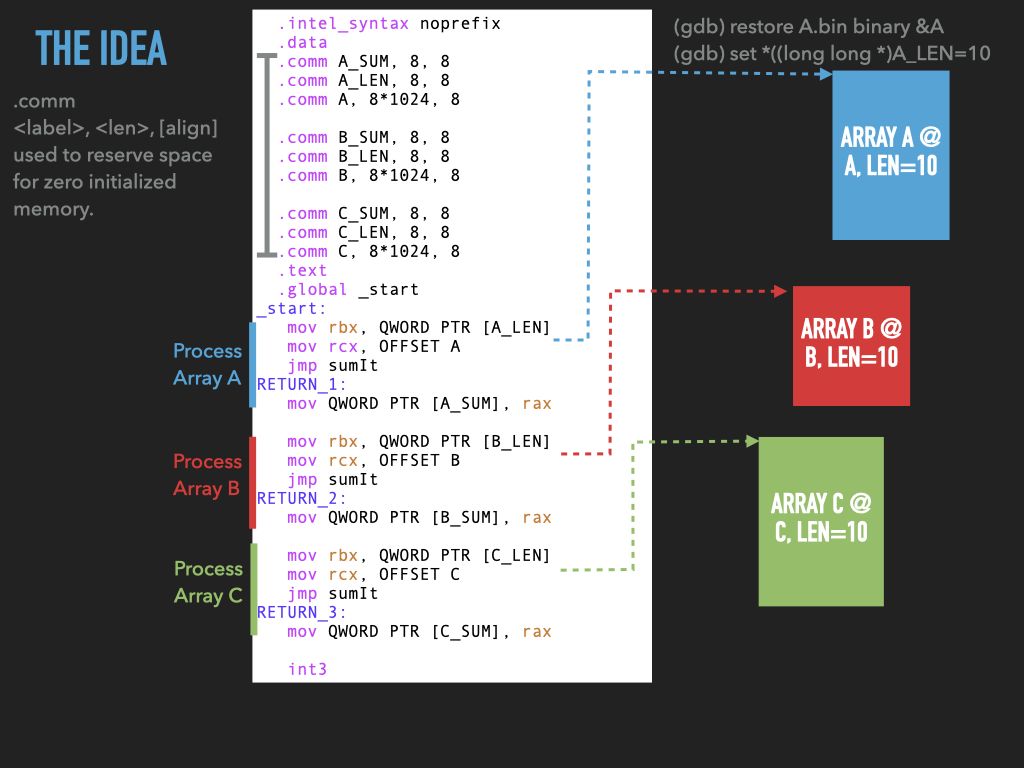 THE IDEA
.comm
<label>, <len>, [align]
used to reserve space
for zero initialized
memory.
.intel_syntax noprefix
.data
.comm A_SUM, 8, 8
.comm A_LEN, 8, 8
.comm A, 8*1024, 8
.comm B_SUM, 8, 8
.comm B_LEN, 8, 8
.comm B, 8*1024, 8
.comm C_SUM, 8, 8
.comm C_LEN, 8, 8
.comm C, 8*1024, 8
.text
.global _start
_start:
mov rbx, QWORD PTR [A_LEN]
mov rcx, OFFSET A
jmp sumIt
RETURN_1:
mov QWORD PTR [A_SUM], rax
mov rbx, QWORD PTR [B_LEN]
mov rcx, OFFSET B
jmp sumIt
RETURN_2:
mov QWORD PTR [B_SUM], rax
mov rbx, QWORD PTR [C_LEN]
mov rcx, OFFSET C
jmp sumIt
RETURN_3:
mov QWORD PTR [C_SUM], rax
int3
Process
Array A
Process
Array B
Process
Array C
(gdb) restore A.bin binary &A
(gdb) set *((long long *)A_LEN=10
ARRAY A @
A, LEN=10
ARRAY B @
B, LEN=10
ARRAY C @
C, LEN=10